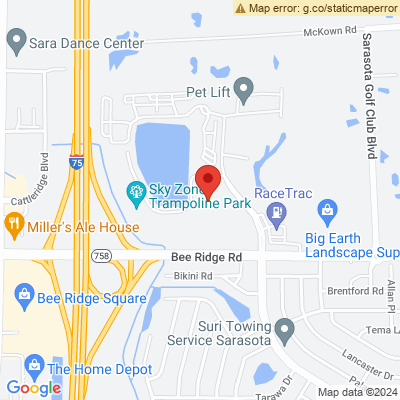 Map error: g.co/staticmaperror
McKown Rd
Sara Dance Center
Sarasota Golf Club Blvd
Pet Lift
75
Cattleridge Blvd
Sky Zone
Trampoline Park
RaceTrac
Miller's Ale House
Big Earth
Landscape Sup
758
Bee Ridge Rd
Bikini Rd
Brentford Rd
Allan Pl
Bee Ridge Square
Suri Towing
Service Sarasota
Tema L
Lancaster Dr
The Home Depot
Tarawa Dr
Pal
Google
Map data ©2024